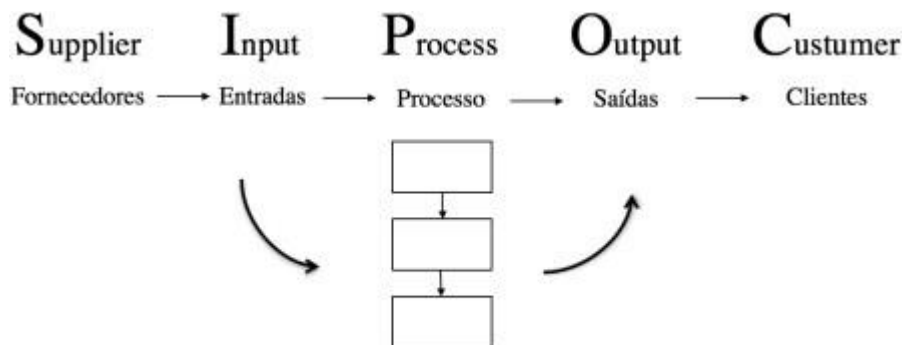 Supplier Input Process Output Custumer
Fornecedores Entradas Processo Saídas Clientes